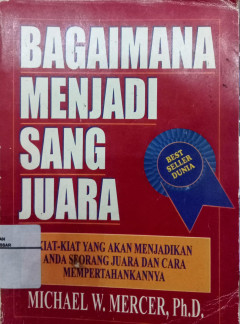 BAGAIMANA
MENJADI
SANG
JUARA
BEST
SELLER
DUNIA
KIAT-KIAT YANG AKAN MENJADIKAN
ANDA SEORANG JUARA DAN CARA
MEMPERTAHANKANNYA
MICHAEL W. MERCER, Ph.D.